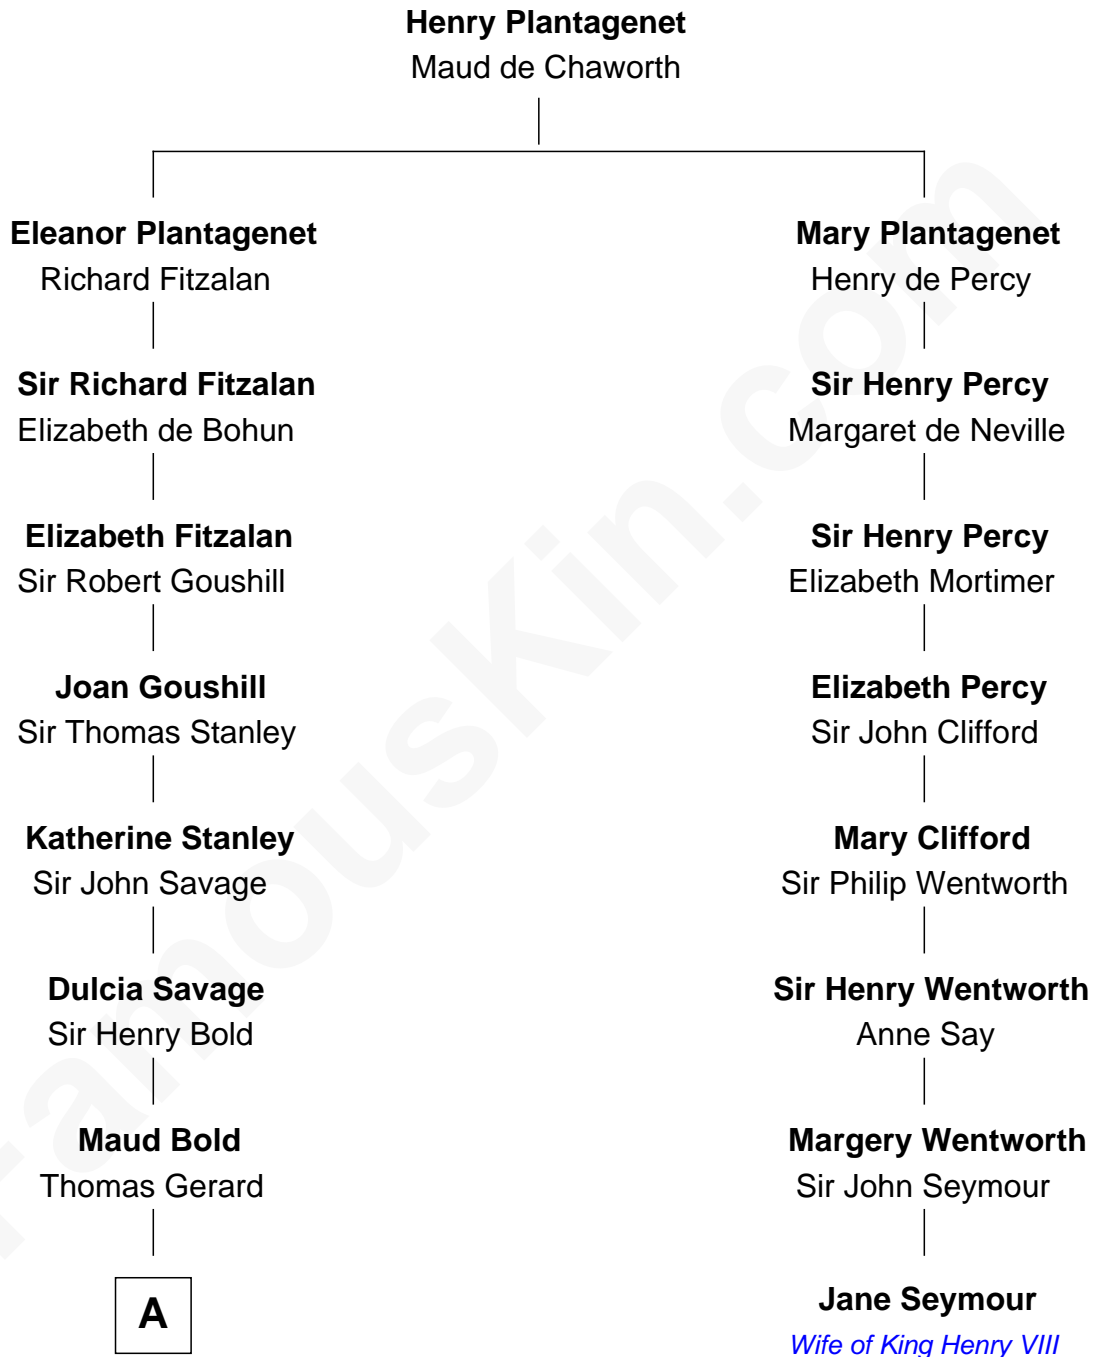 Henry Plantagenet
Maud de Chaworth
Eleanor Plantagenet
Richard Fitzalan
Mary Plantagenet
Henry de Percy
Sir Richard Fitzalan
Elizabeth de Bohun
Sir Henry Percy
Margaret de Neville
Elizabeth Fitzalan
Sir Robert Goushill
Sir Henry Percy
Elizabeth Mortimer
Joan Goushill
Sir Thomas Stanley
Elizabeth Percy
Sir John Clifford
Katherine Stanley
Sir John Savage
Mary Clifford
Sir Philip Wentworth
Dulcia Savage
Sir Henry Bold
Sir Henry Wentworth
Anne Say
Maud Bold
Thomas Gerard
Margery Wentworth
Sir John Seymour
A
Jane Seymour
Wife of King Henry VIII
FamousKin.com